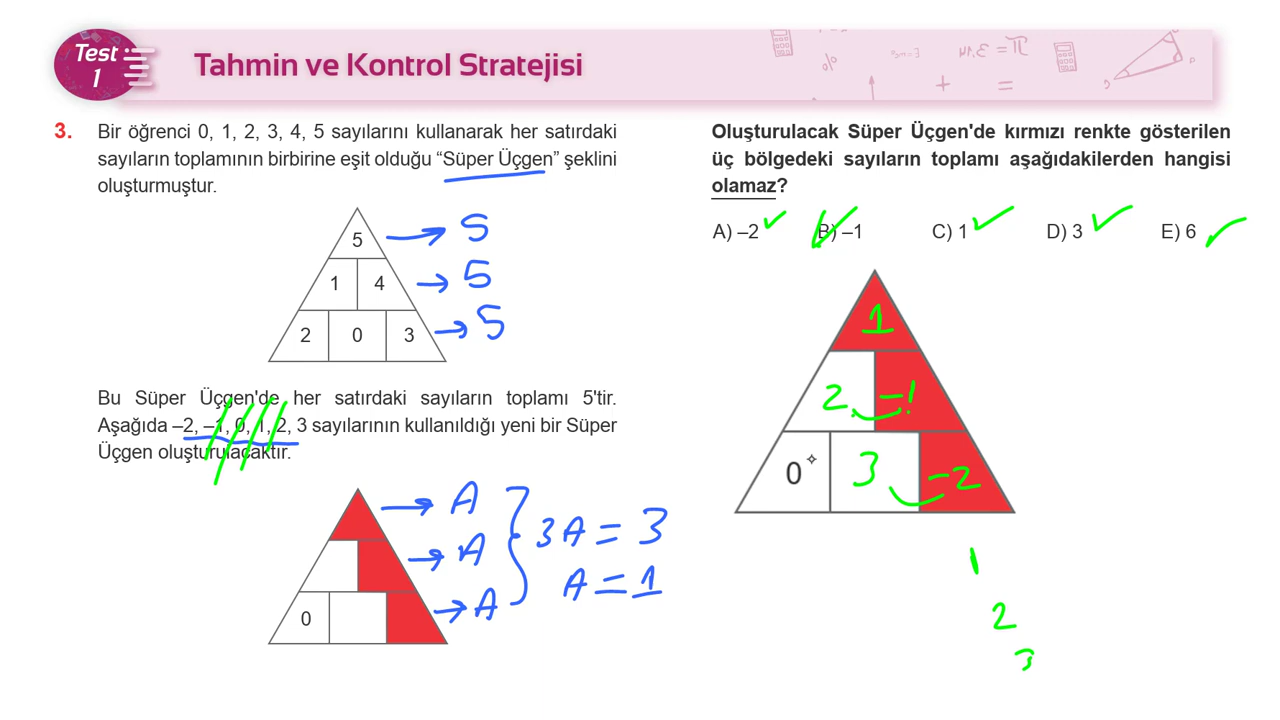 Test
1
Tahmin ve Kontrol Stratejisi
%
μη.ε = π
+ =
3. Bir öğrenci 0, 1, 2, 3, 4, 5 sayılarını kullanarak her satırdaki
sayıların toplamının birbirine eşit olduğu “Süper Üçgen” şeklini
oluşturmuştur.
5 → 5
1 4 → 5
2 0 3 → 5
Bu Süper Üçgen'de her satırdaki sayıların toplamı 5'tir.
Aşağıda –2, –1, 0, 1, 2, 3 sayılarının kullanıldığı yeni bir Süper
Üçgen oluşturulacaktır.
→ A
→ A
0 → A
3A = 3
A = 1
Oluşturulacak Süper Üçgen'de kırmızı renkte gösterilen
üç bölgedeki sayıların toplamı aşağıdakilerden hangisi
olamaz?
A) –2 B) –1 C) 1 D) 3 E) 6
1
2 -1
0 3 -2
1
2
3